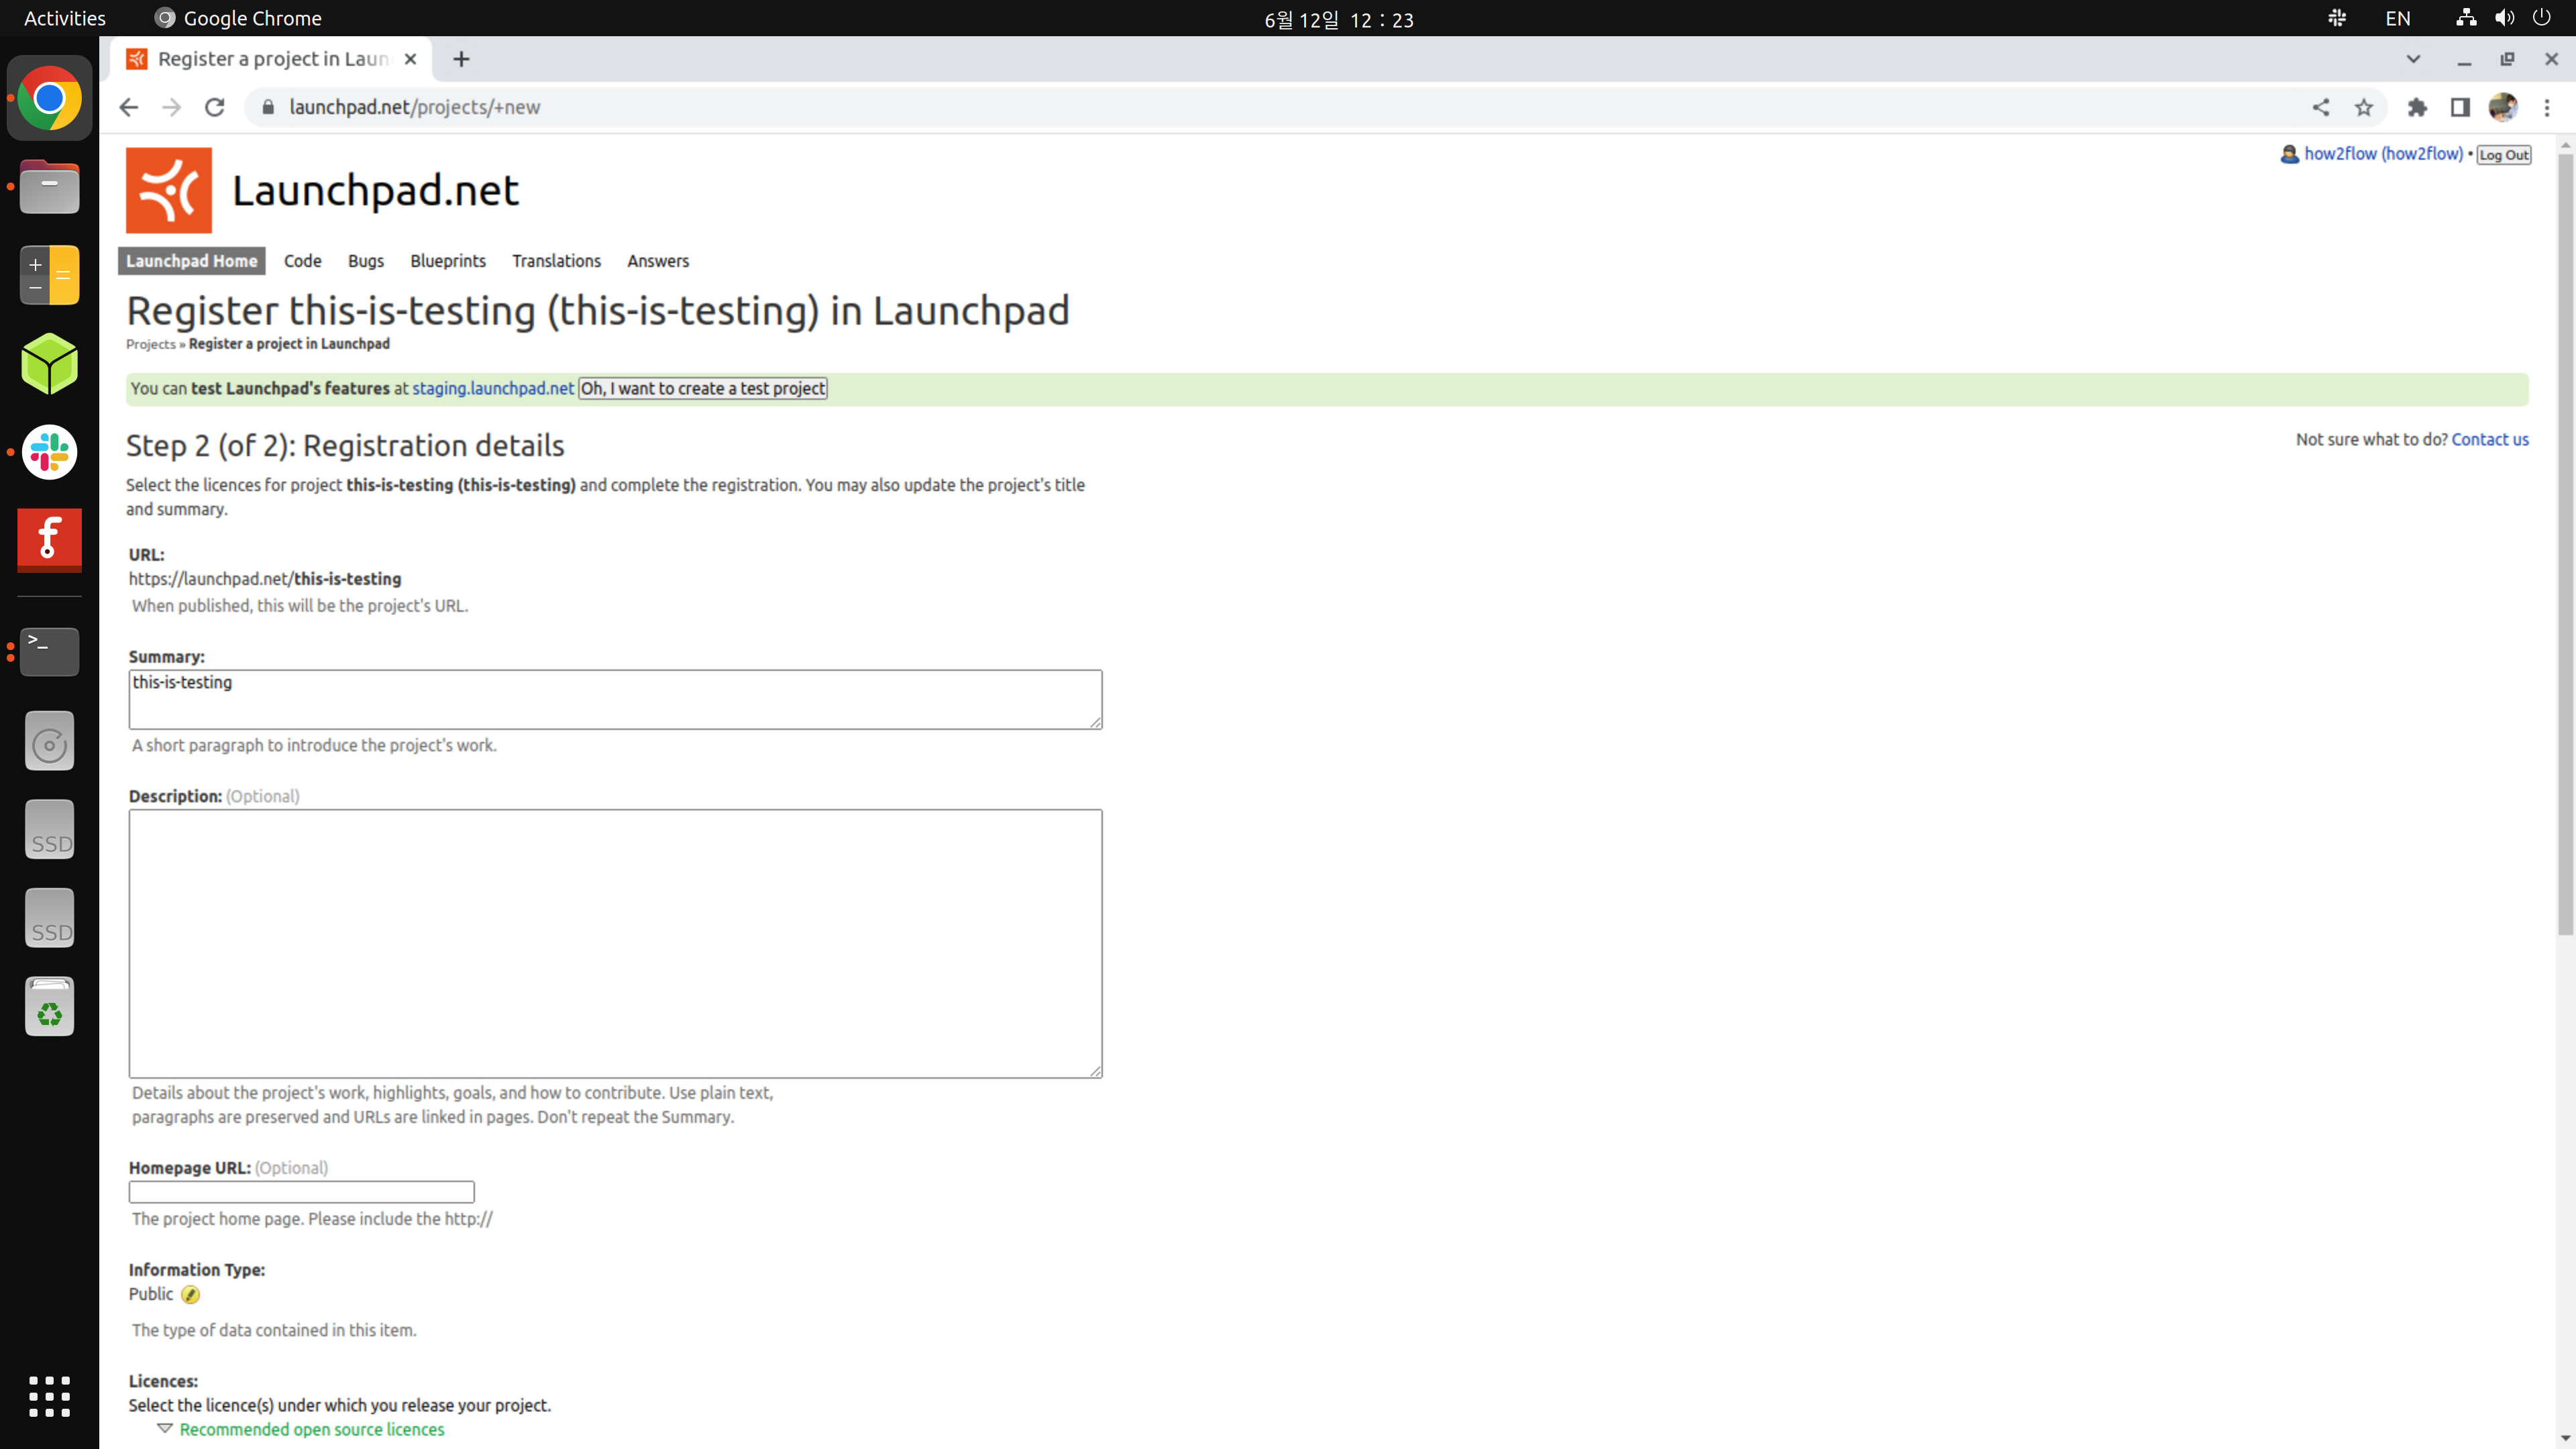 Activities
Google Chrome
6월 12일 12 : 23
EN
Register a project in Laun
launchpad.net/projects/+new
how2flow (how2flow) • Log Out
Launchpad.net
Launchpad Home Code Bugs Blueprints Translations Answers
Register this-is-testing (this-is-testing) in Launchpad
Projects » Register a project in Launchpad
You can test Launchpad's features at staging.launchpad.net Oh, I want to create a test project
Step 2 (of 2): Registration details
Not sure what to do? Contact us
Select the licences for project this-is-testing (this-is-testing) and complete the registration. You may also update the project's title
and summary.
URL:
https://launchpad.net/this-is-testing
When published, this will be the project's URL.
Summary:
this-is-testing
A short paragraph to introduce the project's work.
Description: (Optional)
Details about the project's work, highlights, goals, and how to contribute. Use plain text,
paragraphs are preserved and URLs are linked in pages. Don't repeat the Summary.
Homepage URL: (Optional)
The project home page. Please include the http://
Information Type:
Public
The type of data contained in this item.
Licences:
Select the licence(s) under which you release your project.
Recommended open source licences
SSD
SSD